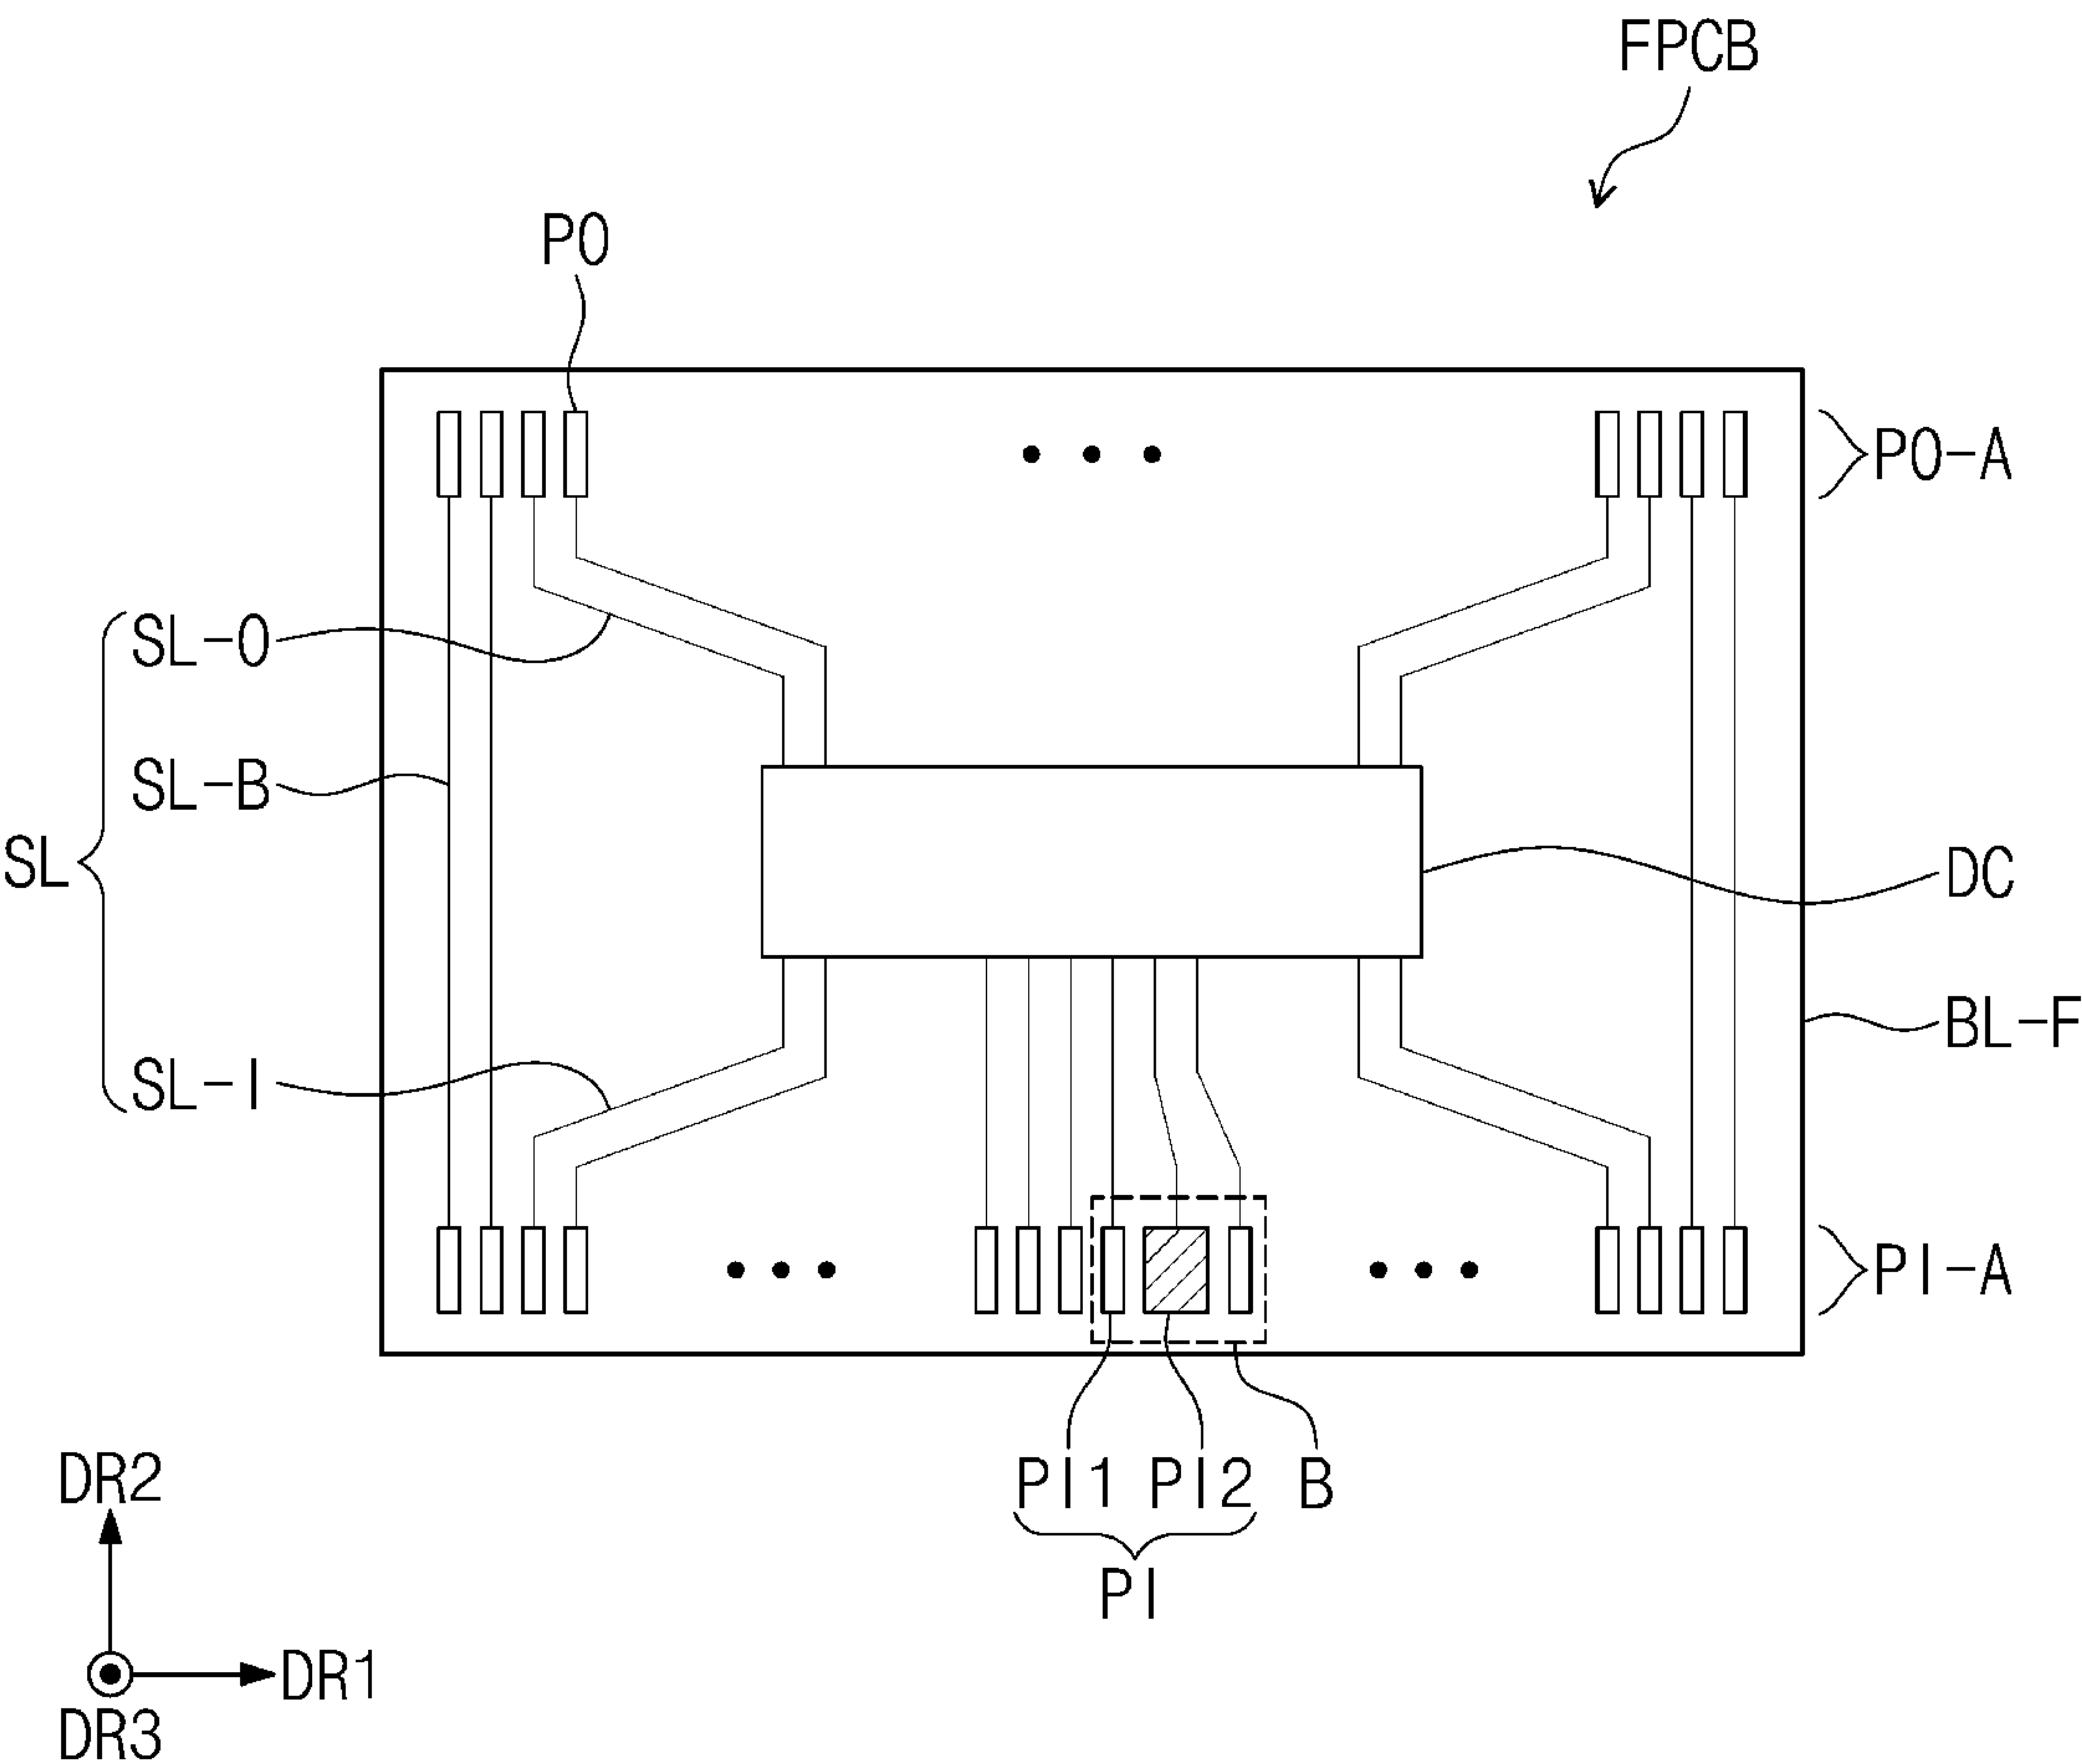 FPCB
PO
PO-A
SL-O
SL-B
SL
DC
BL-F
SL-I
PI-A
PI1 PI2 B
PI
DR2
DR1
DR3